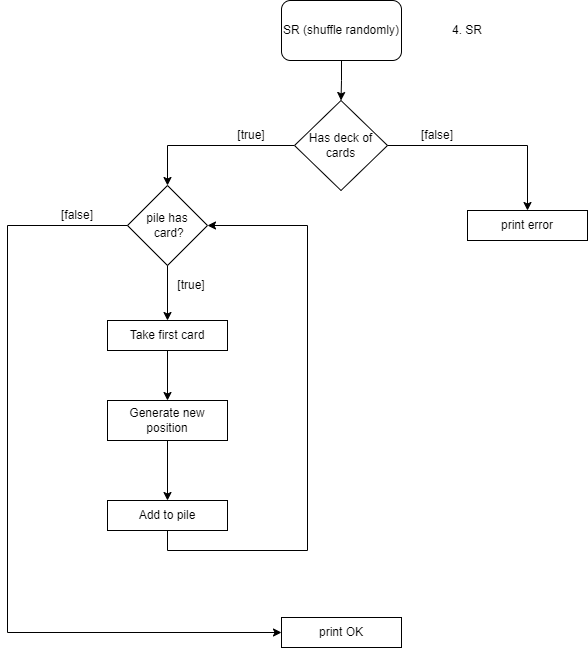 SR (shuffle randomly)
4. SR
[true]
Has deck of
cards
[false]
[false]
pile has
card?
print error
[true]
Take first card
Generate new
position
Add to pile
print OK